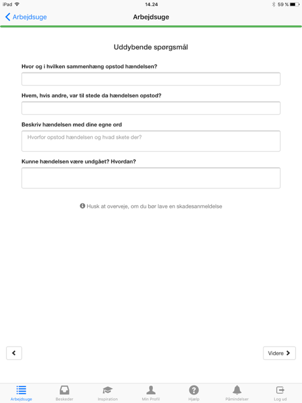 iPad
14.24
59 %
Arbejdsuge
Arbejdsuge
Uddybende spørgsmål
Hvor og i hvilken sammenhæng opstod hændelsen?
Hvem, hvis andre, var til stede da hændelsen opstod?
Beskriv hændelsen med dine egne ord
Hvorfor opstod hændelsen og hvad skete der?
Kunne hændelsen være undgået? Hvordan?
Husk at overveje, om du bør lave en skadesanmeldelse
Videre
Arbejdsuge
Beskeder
Inspiration
Min Profil
Hjælp
Påmindelser
Log ud